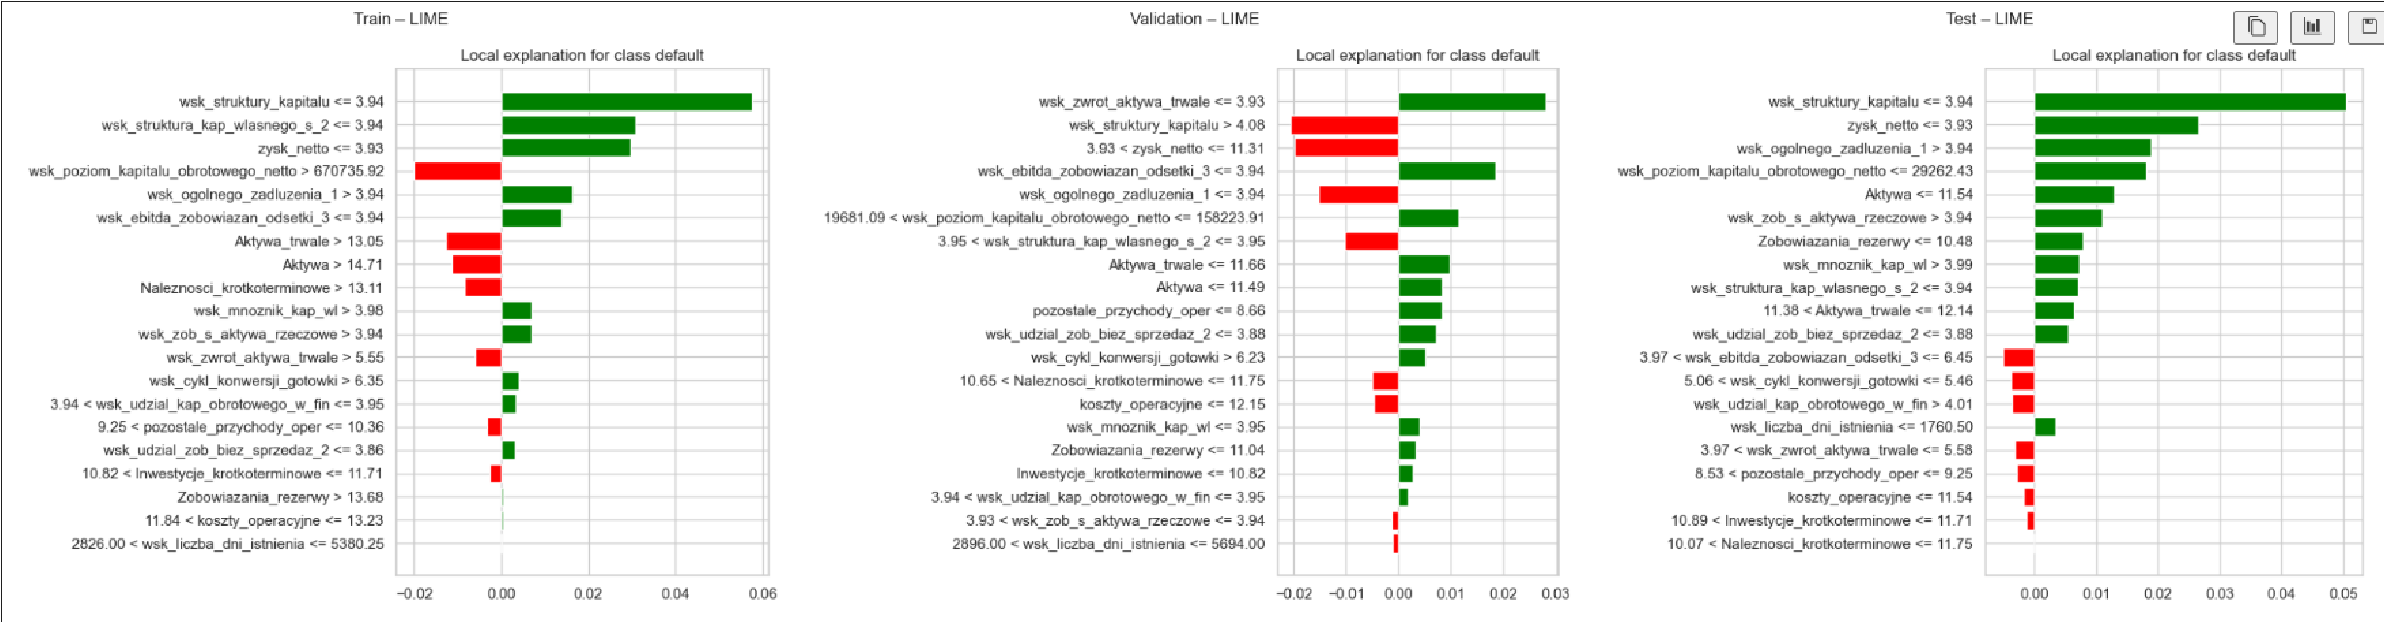 Train – LIME
Local explanation for class default
wsk_struktury_kapitalu <= 3.94
wsk_struktura_kap_wlasnego_s_2 <= 3.94
zysk_netto <= 3.93
wsk_poziom_kapitalu_obrotowego_netto > 670735.92
wsk_ogolnego_zadluzenia_1 > 3.94
wsk_ebitda_zobowiazan_odsetki_3 <= 3.94
Aktywa_trwale > 13.05
Aktywa > 14.71
Naleznosci_krotkoterminowe > 13.11
wsk_mnoznik_kap_wl > 3.98
wsk_zob_s_aktywa_rzeczowe > 3.94
wsk_zwrot_aktywa_trwale > 5.55
wsk_cykl_konwersji_gotowki > 6.35
3.94 < wsk_udzial_kap_obrotowego_w_fin <= 3.95
9.25 < pozostale_przychody_oper <= 10.36
wsk_udzial_zob_biez_sprzedaz_2 <= 3.86
10.82 < Inwestycje_krotkoterminowe <= 11.71
Zobowiazania_rezerwy > 13.68
11.84 < koszty_operacyjne <= 13.23
2826.00 < wsk_liczba_dni_istnienia <= 5380.25
−0.02 0.00 0.02 0.04 0.06
Validation – LIME
Local explanation for class default
wsk_zwrot_aktywa_trwale <= 3.93
wsk_struktury_kapitalu > 4.08
3.93 < zysk_netto <= 11.31
wsk_ebitda_zobowiazan_odsetki_3 <= 3.94
wsk_ogolnego_zadluzenia_1 <= 3.94
19681.09 < wsk_poziom_kapitalu_obrotowego_netto <= 158223.91
3.95 < wsk_struktura_kap_wlasnego_s_2 <= 3.95
Aktywa_trwale <= 11.66
Aktywa <= 11.49
pozostale_przychody_oper <= 8.66
wsk_udzial_zob_biez_sprzedaz_2 <= 3.88
wsk_cykl_konwersji_gotowki > 6.23
10.65 < Naleznosci_krotkoterminowe <= 11.75
koszty_operacyjne <= 12.15
wsk_mnoznik_kap_wl <= 3.95
Zobowiazania_rezerwy <= 11.04
Inwestycje_krotkoterminowe <= 10.82
3.94 < wsk_udzial_kap_obrotowego_w_fin <= 3.95
3.93 < wsk_zob_s_aktywa_rzeczowe <= 3.94
2896.00 < wsk_liczba_dni_istnienia <= 5694.00
−0.02 −0.01 0.00 0.01 0.02 0.03
Test – LIME
Local explanation for class default
wsk_struktury_kapitalu <= 3.94
zysk_netto <= 3.93
wsk_ogolnego_zadluzenia_1 > 3.94
wsk_poziom_kapitalu_obrotowego_netto <= 29262.43
Aktywa <= 11.54
wsk_zob_s_aktywa_rzeczowe > 3.94
Zobowiazania_rezerwy <= 10.48
wsk_mnoznik_kap_wl > 3.99
wsk_struktura_kap_wlasnego_s_2 <= 3.94
11.38 < Aktywa_trwale <= 12.14
wsk_udzial_zob_biez_sprzedaz_2 <= 3.88
3.97 < wsk_ebitda_zobowiazan_odsetki_3 <= 6.45
5.06 < wsk_cykl_konwersji_gotowki <= 5.46
wsk_udzial_kap_obrotowego_w_fin > 4.01
wsk_liczba_dni_istnienia <= 1760.50
3.97 < wsk_zwrot_aktywa_trwale <= 5.58
8.53 < pozostale_przychody_oper <= 9.25
koszty_operacyjne <= 11.54
10.89 < Inwestycje_krotkoterminowe <= 11.71
10.07 < Naleznosci_krotkoterminowe <= 11.75
0.00 0.01 0.02 0.03 0.04 0.05